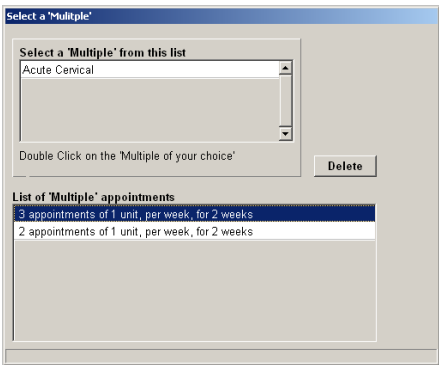 Select a 'Mulitple'
Select a 'Multiple' from this list
Acute Cervical
Double Click on the 'Multiple of your choice'
Delete
List of 'Multiple' appointments
3 appointments of 1 unit, per week, for 2 weeks
2 appointments of 1 unit, per week, for 2 weeks